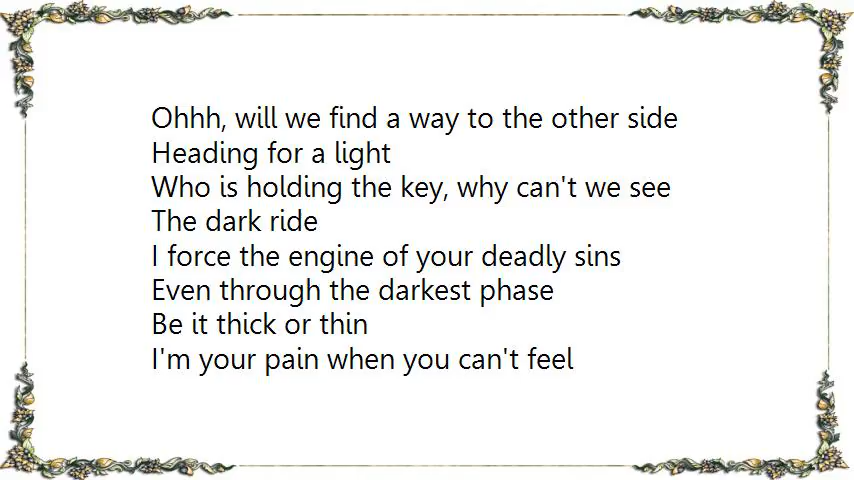 Ohhh, will we find a way to the other side
Heading for a light
Who is holding the key, why can't we see
The dark ride
I force the engine of your deadly sins
Even through the darkest phase
Be it thick or thin
I'm your pain when you can't feel